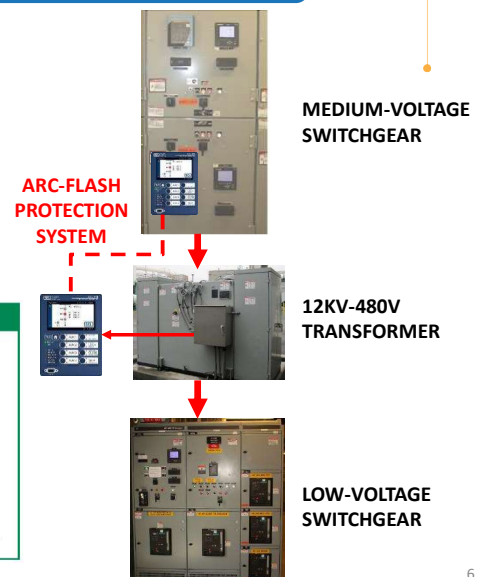 MEDIUM-VOLTAGE
SWITCHGEAR
ARC-FLASH
PROTECTION
SYSTEM
12KV-480V
TRANSFORMER
LOW-VOLTAGE
SWITCHGEAR
6